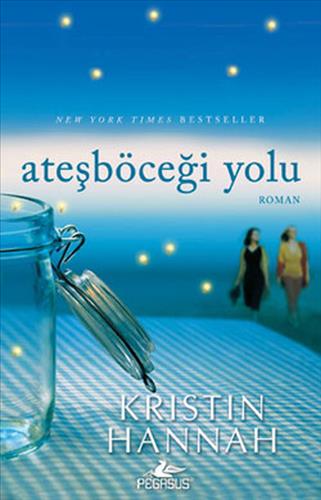 NEW YORK TIMES BESTSELLER
ateşböceği yolu
ROMAN
KRISTIN
HANNAH
PEGASUS